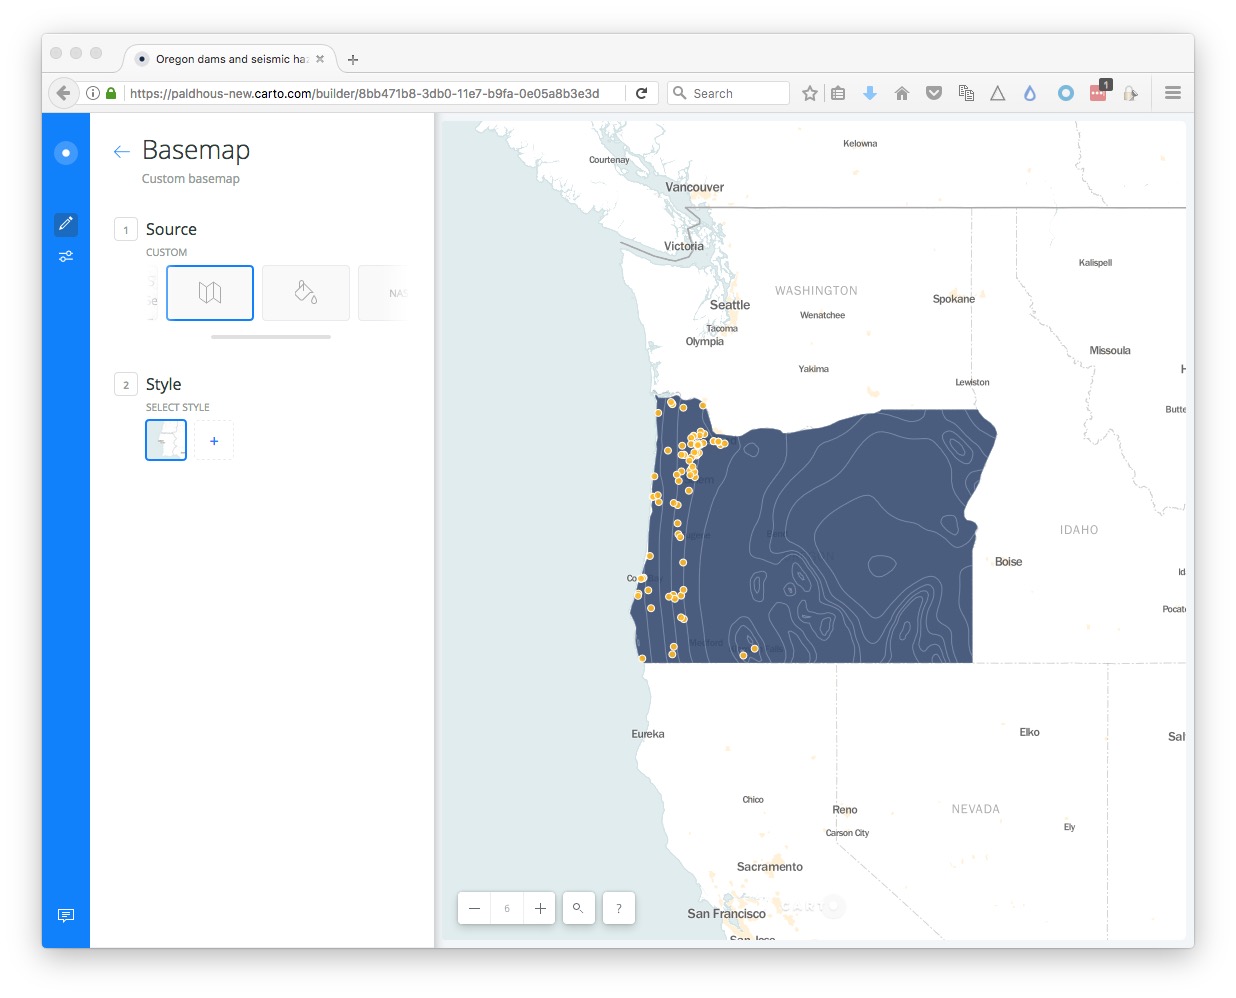 Oregon dams and seismic ha
https://paldhous-new.carto.com/builder/8bb471b8-3db0-11e7-b9fa-0e05a8b3e3d
Search
1
Basemap
Custom basemap
1 Source
CUSTOM
NAS
2 Style
SELECT STYLE
+
Kelowna
Courtenay
Vancouver
Victoria
Kalispell
WASHINGTON
Spokane
Seattle
Wenatchee
Tacoma
Olympia
Missoula
Yakima
H
Lewiston
Butte
IDAHO
Boise
Id
Co
Pocat
Medford
Eureka
Elko
Sal
Chico
Reno
NEVADA
Ely
Carson City
Sacramento
6
?
CARTO
San Francisco
San Jose